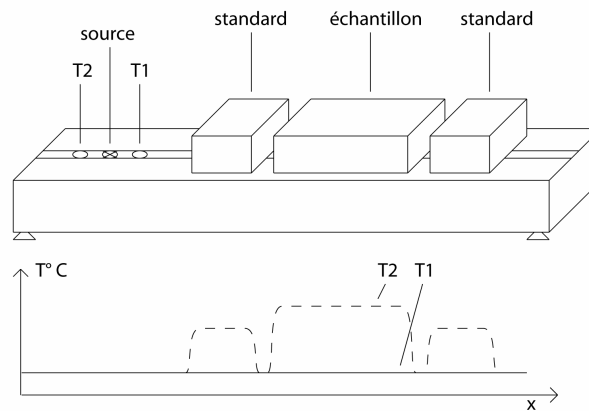 standard échantillon standard
source
T2 T1
T° C
T2 T1
x